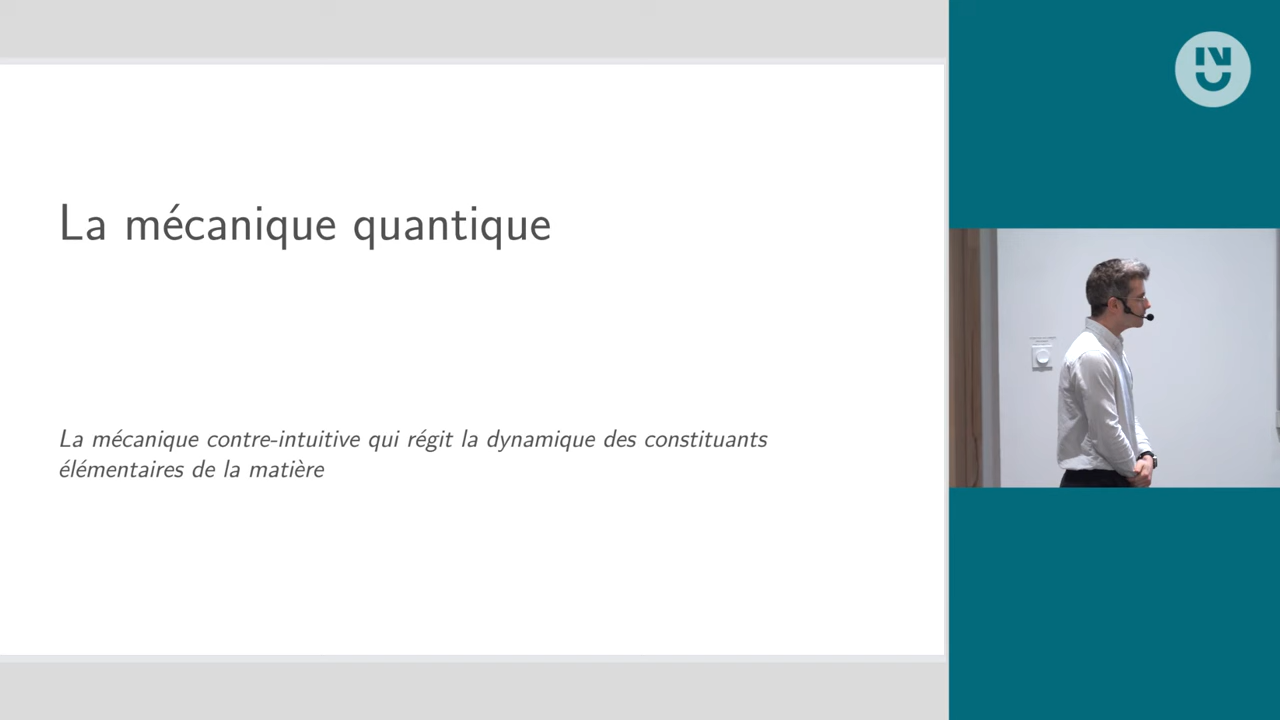 La mécanique quantique
La mécanique contre-intuitive qui régit la dynamique des constituants
élémentaires de la matière